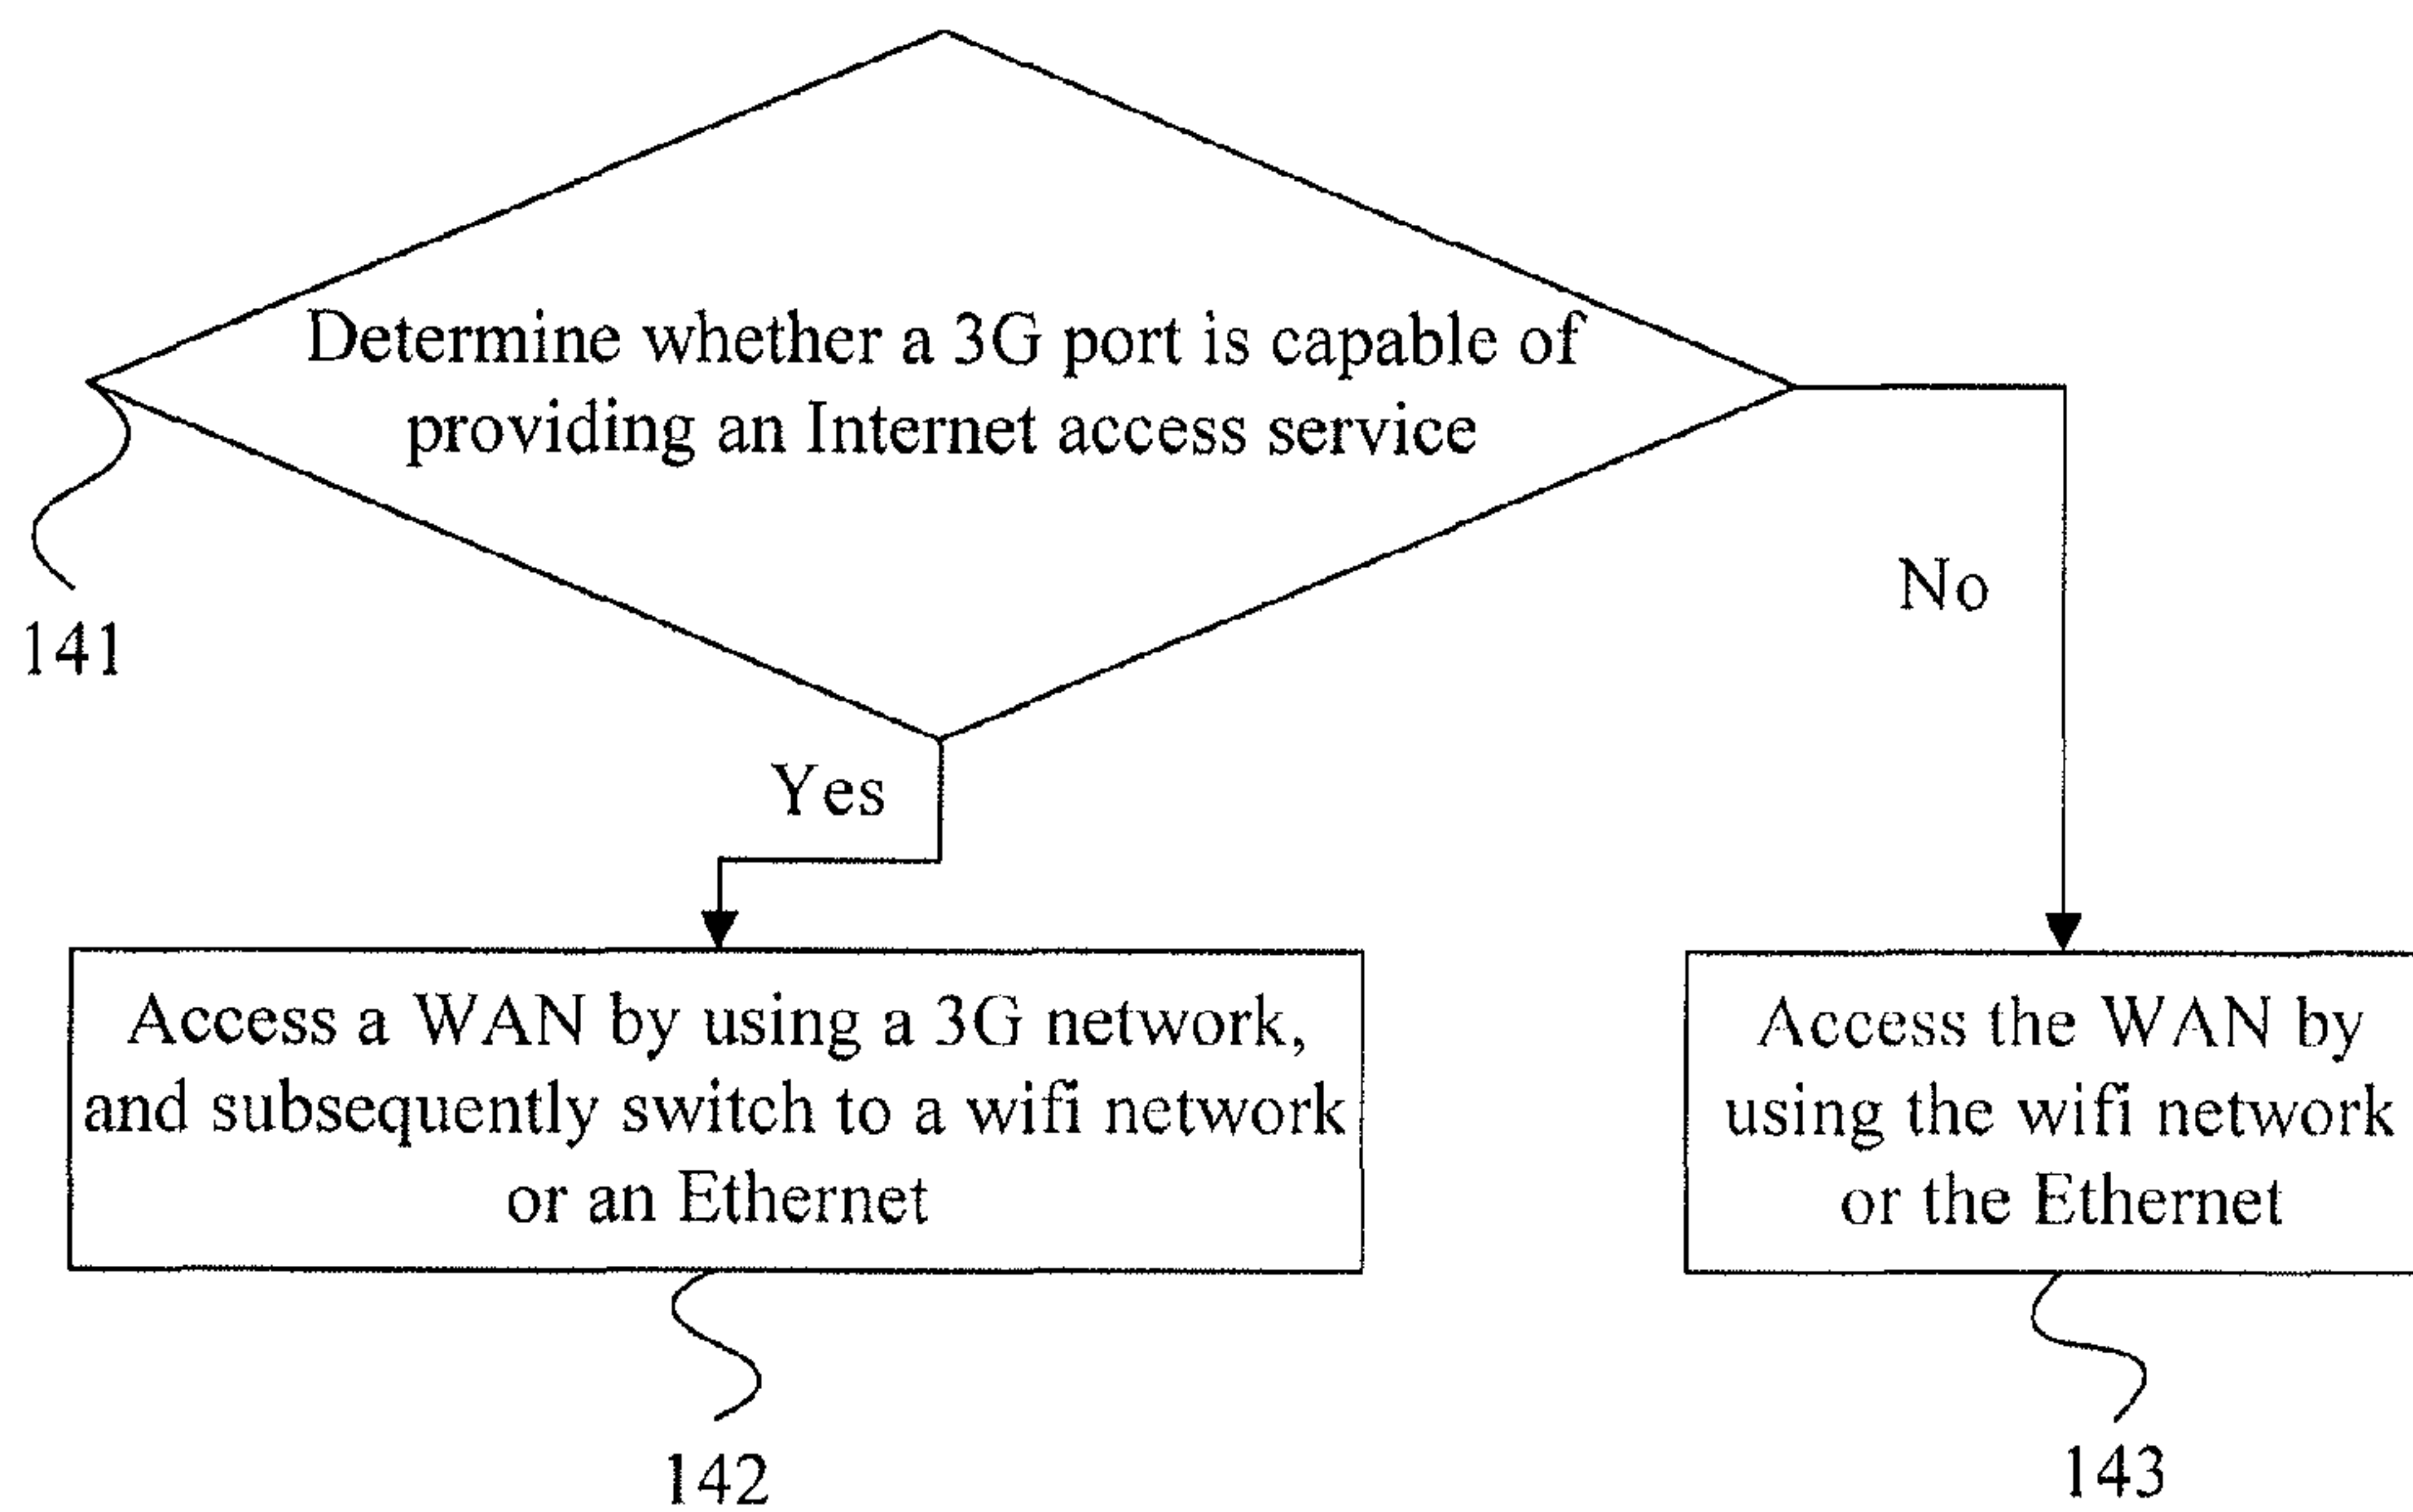 Determine whether a 3G port is capable of
providing an Internet access service
No
141
Yes
Access a WAN by using a 3G network,
and subsequently switch to a wifi network
or an Ethernet
Access the WAN by
using the wifi network
or the Ethernet
142
143